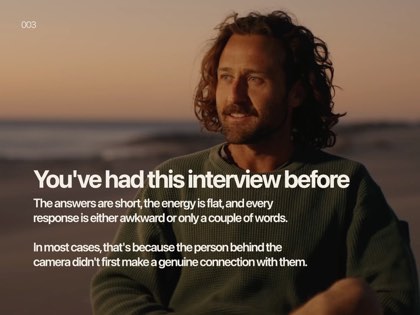 003
You've had this interview before
The answers are short, the energy is flat, and every
response is either awkward or only a couple of words.
In most cases, that's because the person behind the
camera didn't first make a genuine connection with them.